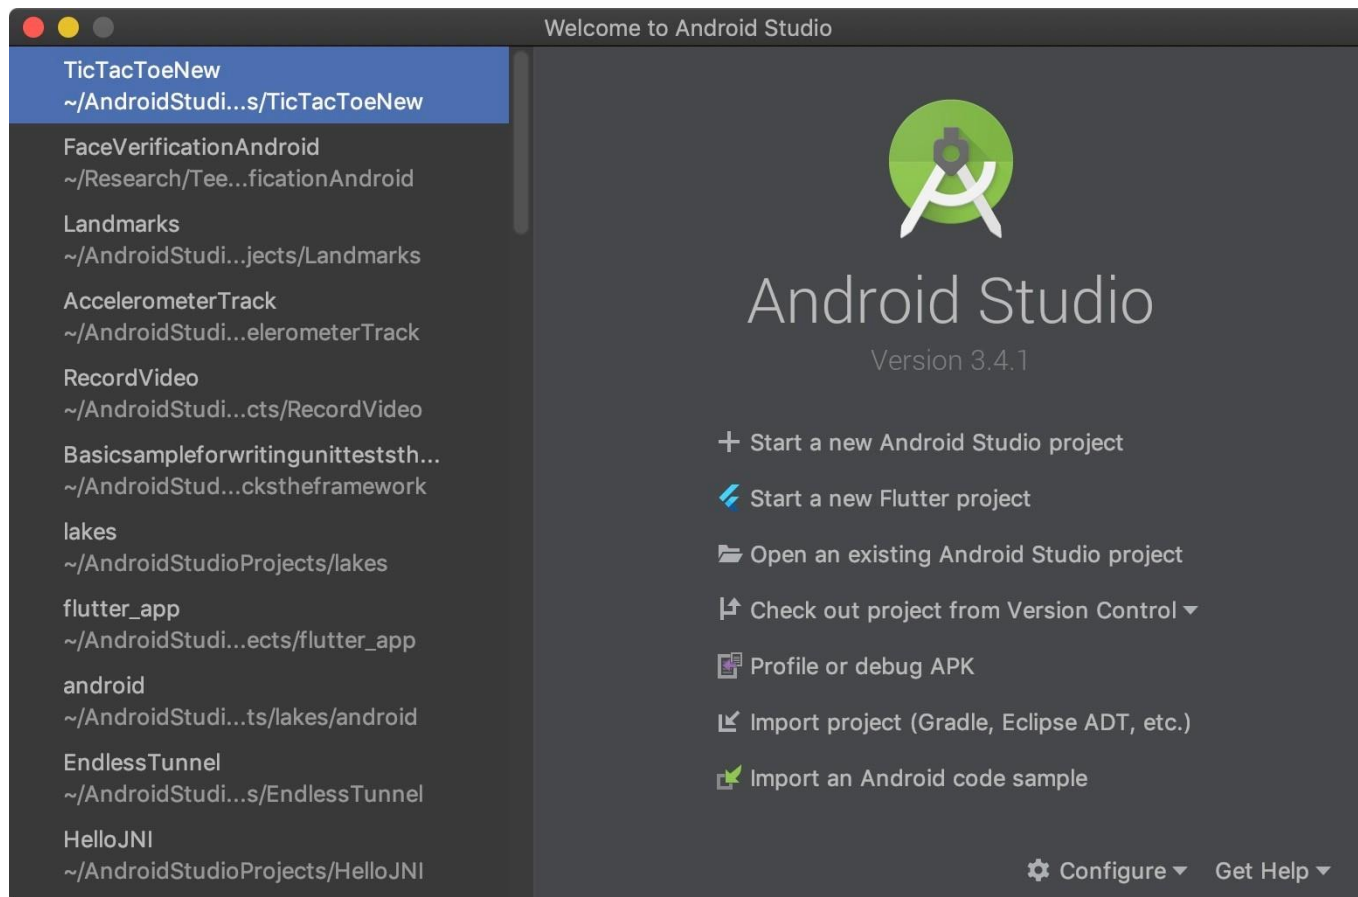 Welcome to Android Studio
TicTacToeNew
~/AndroidStudi...s/TicTacToeNew
FaceVerificationAndroid
~/Research/Tee...ficationAndroid
Landmarks
~/AndroidStudi...jects/Landmarks
AccelerometerTrack
~/AndroidStudi...elerometerTrack
RecordVideo
~/AndroidStudi...cts/RecordVideo
Basicsampleforwritingunitteststh...
~/AndroidStud...ckstheframework
lakes
~/AndroidStudioProjects/lakes
flutter_app
~/AndroidStudi...ects/flutter_app
android
~/AndroidStudi...ts/lakes/android
EndlessTunnel
~/AndroidStudi...s/EndlessTunnel
HelloJNI
~/AndroidStudioProjects/HelloJNI
Android Studio
Version 3.4.1
Start a new Android Studio project
Start a new Flutter project
Open an existing Android Studio project
Check out project from Version Control
Profile or debug APK
Import project (Gradle, Eclipse ADT, etc.)
Import an Android code sample
Configure Get Help